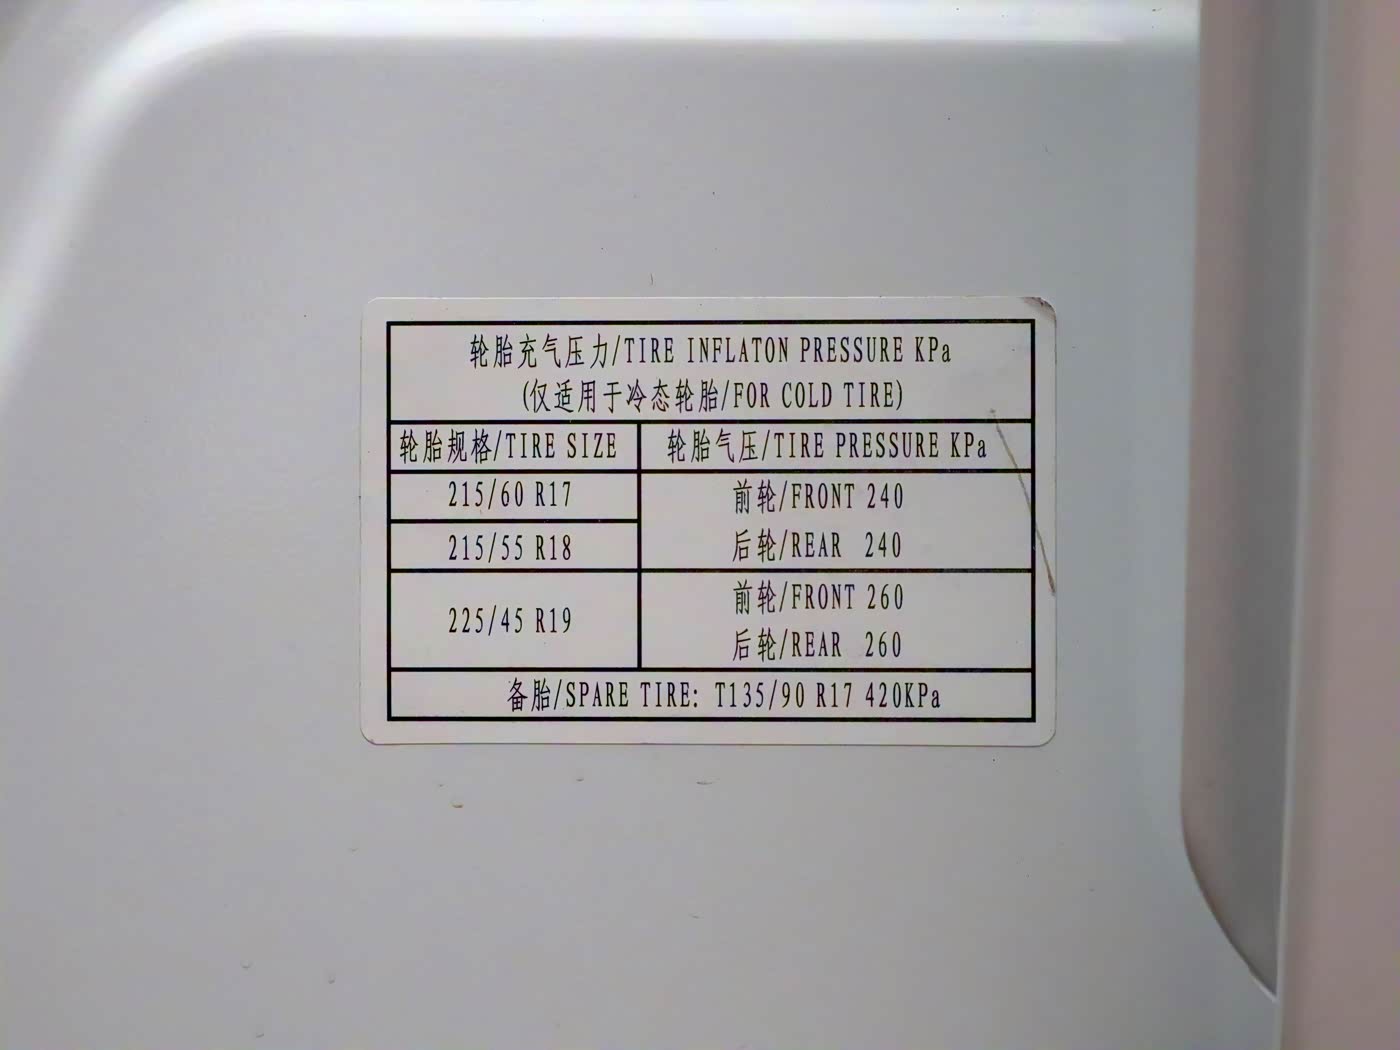 轮胎充气压力/TIRE INFLATON PRESSURE KPa
(仅适用于冷态轮胎/FOR COLD TIRE)
轮胎规格/TIRE SIZE
轮胎气压/TIRE PRESSURE KPa
215/60 R17
215/55 R18
前轮/FRONT 240
后轮/REAR 240
225/45 R19
前轮/FRONT 260
后轮/REAR 260
备胎/SPARE TIRE: T135/90 R17 420KPa